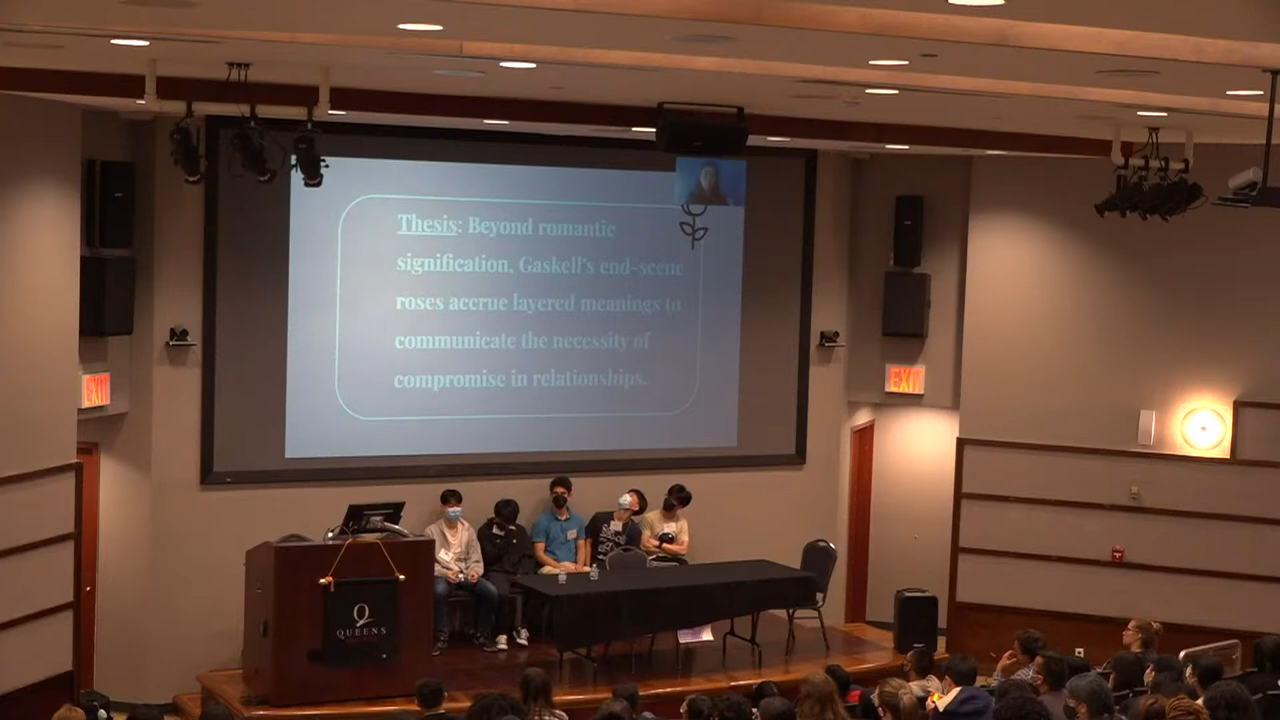 Thesis: Beyond romantic
signification, Gaskell's end-scene
roses accrue layered meanings to
communicate the necessity of
compromise in relationships.
EXIT
EXIT
Q
QUEENS